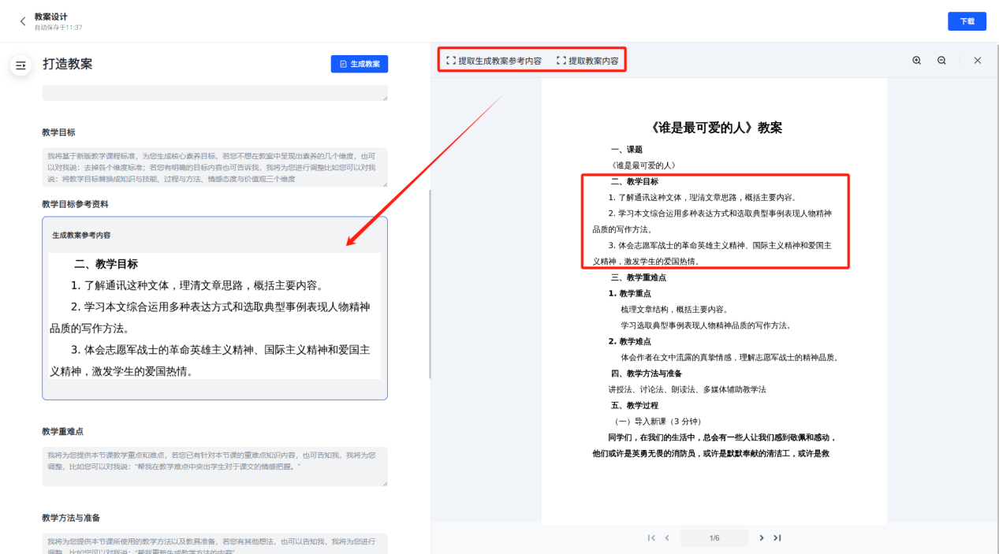 教案设计
自动保存于11:37
下载
打造教案
生成教案
教学目标
我将基于新版教学课程标准，为您生成核心素养目标，若您不想在教案中呈现出素养的几个维度，也可
以对我说：去掉各个维度标准；若您有明确的目标内容也可告诉我，我将为您进行调整比如您可以对我
说：将教学目标替换成知识与技能、过程与方法、情感态度与价值观三个维度
教学目标参考资料
生成教案参考内容
二、教学目标
1. 了解通讯这种文体，理清文章思路，概括主要内容。
2. 学习本文综合运用多种表达方式和选取典型事例表现人物精神
品质的写作方法。
3. 体会志愿军战士的革命英雄主义精神、国际主义精神和爱国主
义精神，激发学生的爱国热情。
教学重难点
我将为您提供本节课教学重点和难点，若您已有针对本节课的重难点知识内容，也可告知我，我将为您
调整，比如您可以对我说：“帮我在教学难点中突出学生对于课文的情感把握。”
教学方法与准备
我将为您提供本节课所使用的教学方法以及教具准备，若您有其他想法，也可以告知我，我将为您进行
调整，比如您可以对我说：“帮我重新生成教学方法的内容”
提取生成教案参考内容 提取教案内容
《谁是最可爱的人》教案
一、课题
《谁是最可爱的人》
二、教学目标
1. 了解通讯这种文体，理清文章思路，概括主要内容。
2. 学习本文综合运用多种表达方式和选取典型事例表现人物精神
品质的写作方法。
3. 体会志愿军战士的革命英雄主义精神、国际主义精神和爱国主
义精神，激发学生的爱国热情。
三、教学重难点
1. 教学重点
梳理文章结构，概括主要内容。
学习选取典型事例表现人物精神品质的写作方法。
2. 教学难点
体会作者在文中流露的真挚情感，理解志愿军战士的精神品质。
四、教学方法与准备
讲授法、讨论法、朗读法、多媒体辅助教学法
五、教学过程
（一）导入新课（3 分钟）
同学们，在我们的生活中，总会有一些人让我们感到敬佩和感动，
他们或许是英勇无畏的消防员，或许是默默奉献的清洁工，或许是救
1/6